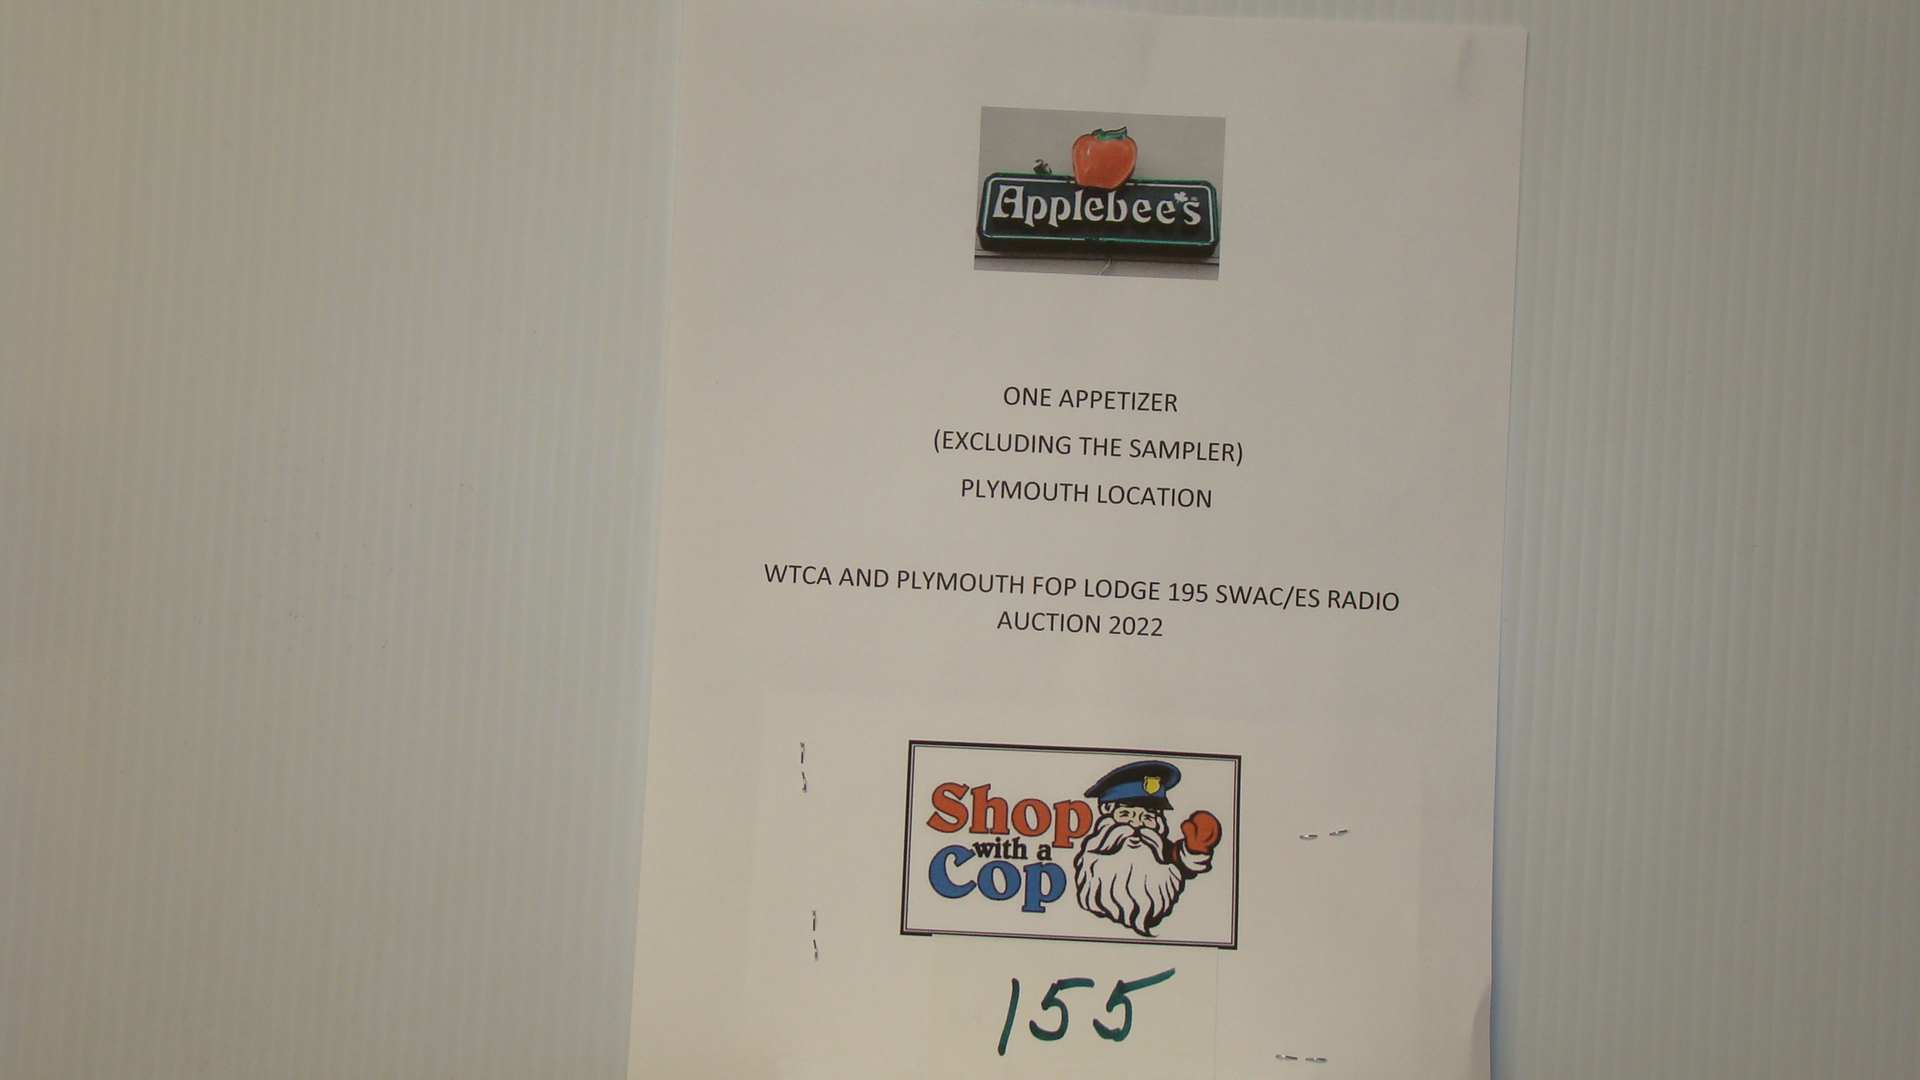 Applebee's
ONE APPETIZER
(EXCLUDING THE SAMPLER)
PLYMOUTH LOCATION
WTCA AND PLYMOUTH FOP LODGE 195 SWAC/ES RADIO
AUCTION 2022
Shop
with a
Cop
155